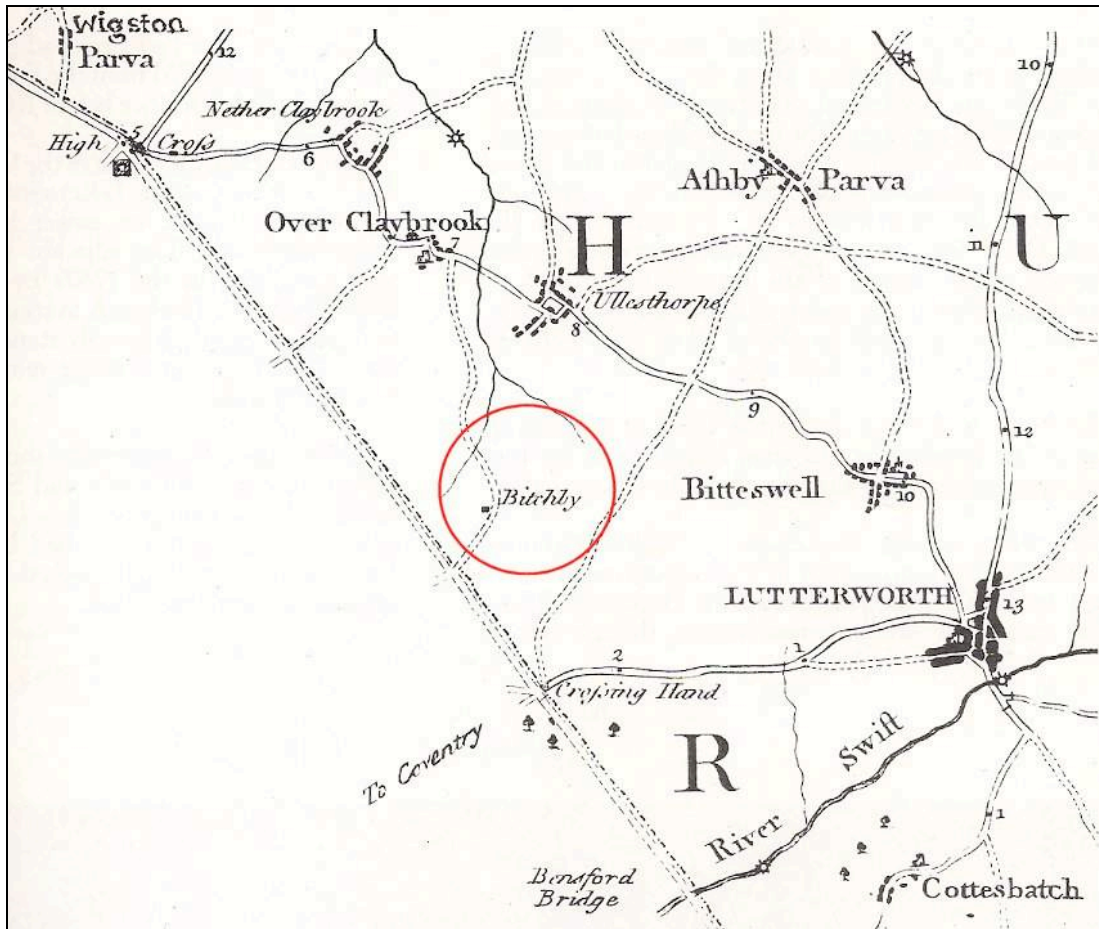 Wigston
Parva
12
10
Nether Claybrook
High
5
Croſs
6
Aſhby Parva
Over Claybrook
7
H
U
11
Ullesthorpe
8
9
12
Bitchby
Bitteswell
10
LUTTERWORTH
13
2
1
Croſsing Hand
To Coventry
R
River Swift
1
Bensford
Bridge
Cottesbatch